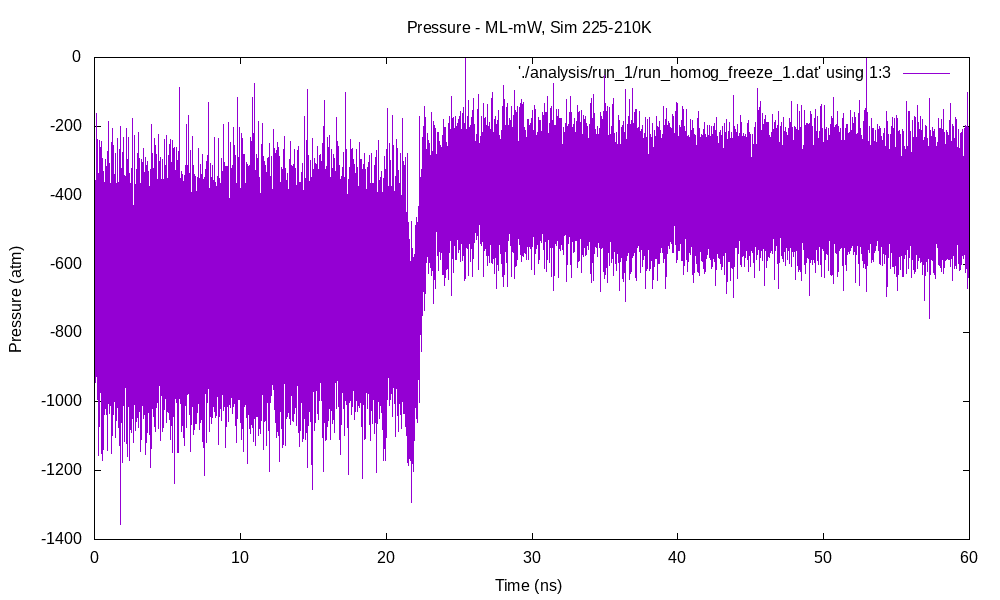 Pressure - ML-mW, Sim 225-210K
'./analysis/run_1/run_homog_freeze_1.dat' using 1:3
0
-200
-400
-600
-800
-1000
-1200
-1400
Pressure (atm)
0 10 20 30 40 50 60
Time (ns)